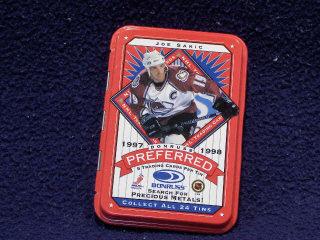 JOE SAKIC
1997 DONRUSS 1998
PREFERRED
5 TRADING CARDS PER TIN
DONRUSS
SEARCH FOR
PRECIOUS METALS!
COLLECT ALL 24 TINS